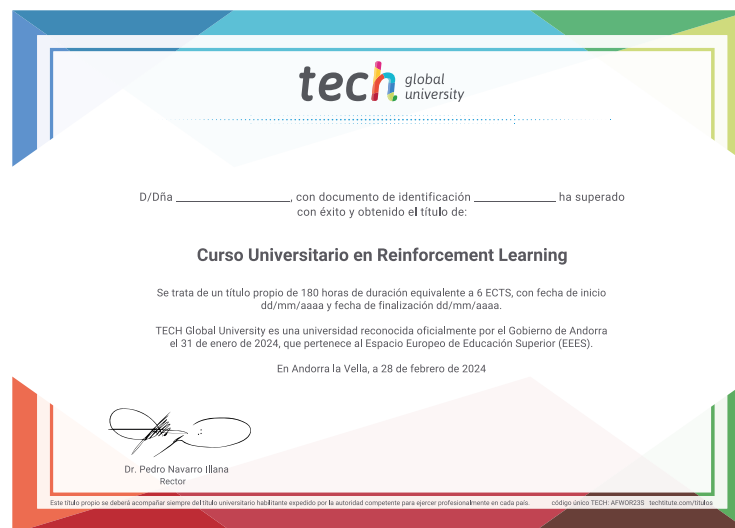 tech global university
D/Dña ____________________, con documento de identificación ______________ ha superado
con éxito y obtenido el título de:
Curso Universitario en Reinforcement Learning
Se trata de un título propio de 180 horas de duración equivalente a 6 ECTS, con fecha de inicio
dd/mm/aaaa y fecha de finalización dd/mm/aaaa.
TECH Global University es una universidad reconocida oficialmente por el Gobierno de Andorra
el 31 de enero de 2024, que pertenece al Espacio Europeo de Educación Superior (EEES).
En Andorra la Vella, a 28 de febrero de 2024
Dr. Pedro Navarro Illana
Rector
Este título propio se deberá acompañar siempre del título universitario habilitante expedido por la autoridad competente para ejercer profesionalmente en cada país. código único TECH: AFWOR23S techtitute.com/titulos